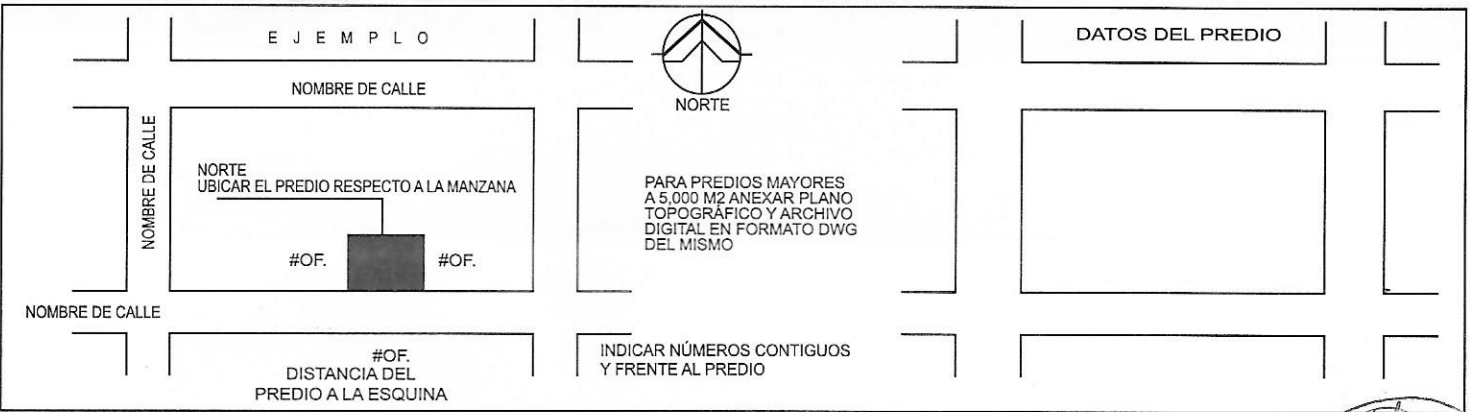 E J E M P L O
NOMBRE DE CALLE
NOMBRE DE CALLE
NORTE
UBICAR EL PREDIO RESPECTO A LA MANZANA
#OF.
#OF.
NOMBRE DE CALLE
#OF.
DISTANCIA DEL
PREDIO A LA ESQUINA
NORTE
PARA PREDIOS MAYORES
A 5,000 M2 ANEXAR PLANO
TOPOGRÁFICO Y ARCHIVO
DIGITAL EN FORMATO DWG
DEL MISMO
INDICAR NÚMEROS CONTIGUOS
Y FRENTE AL PREDIO
DATOS DEL PREDIO